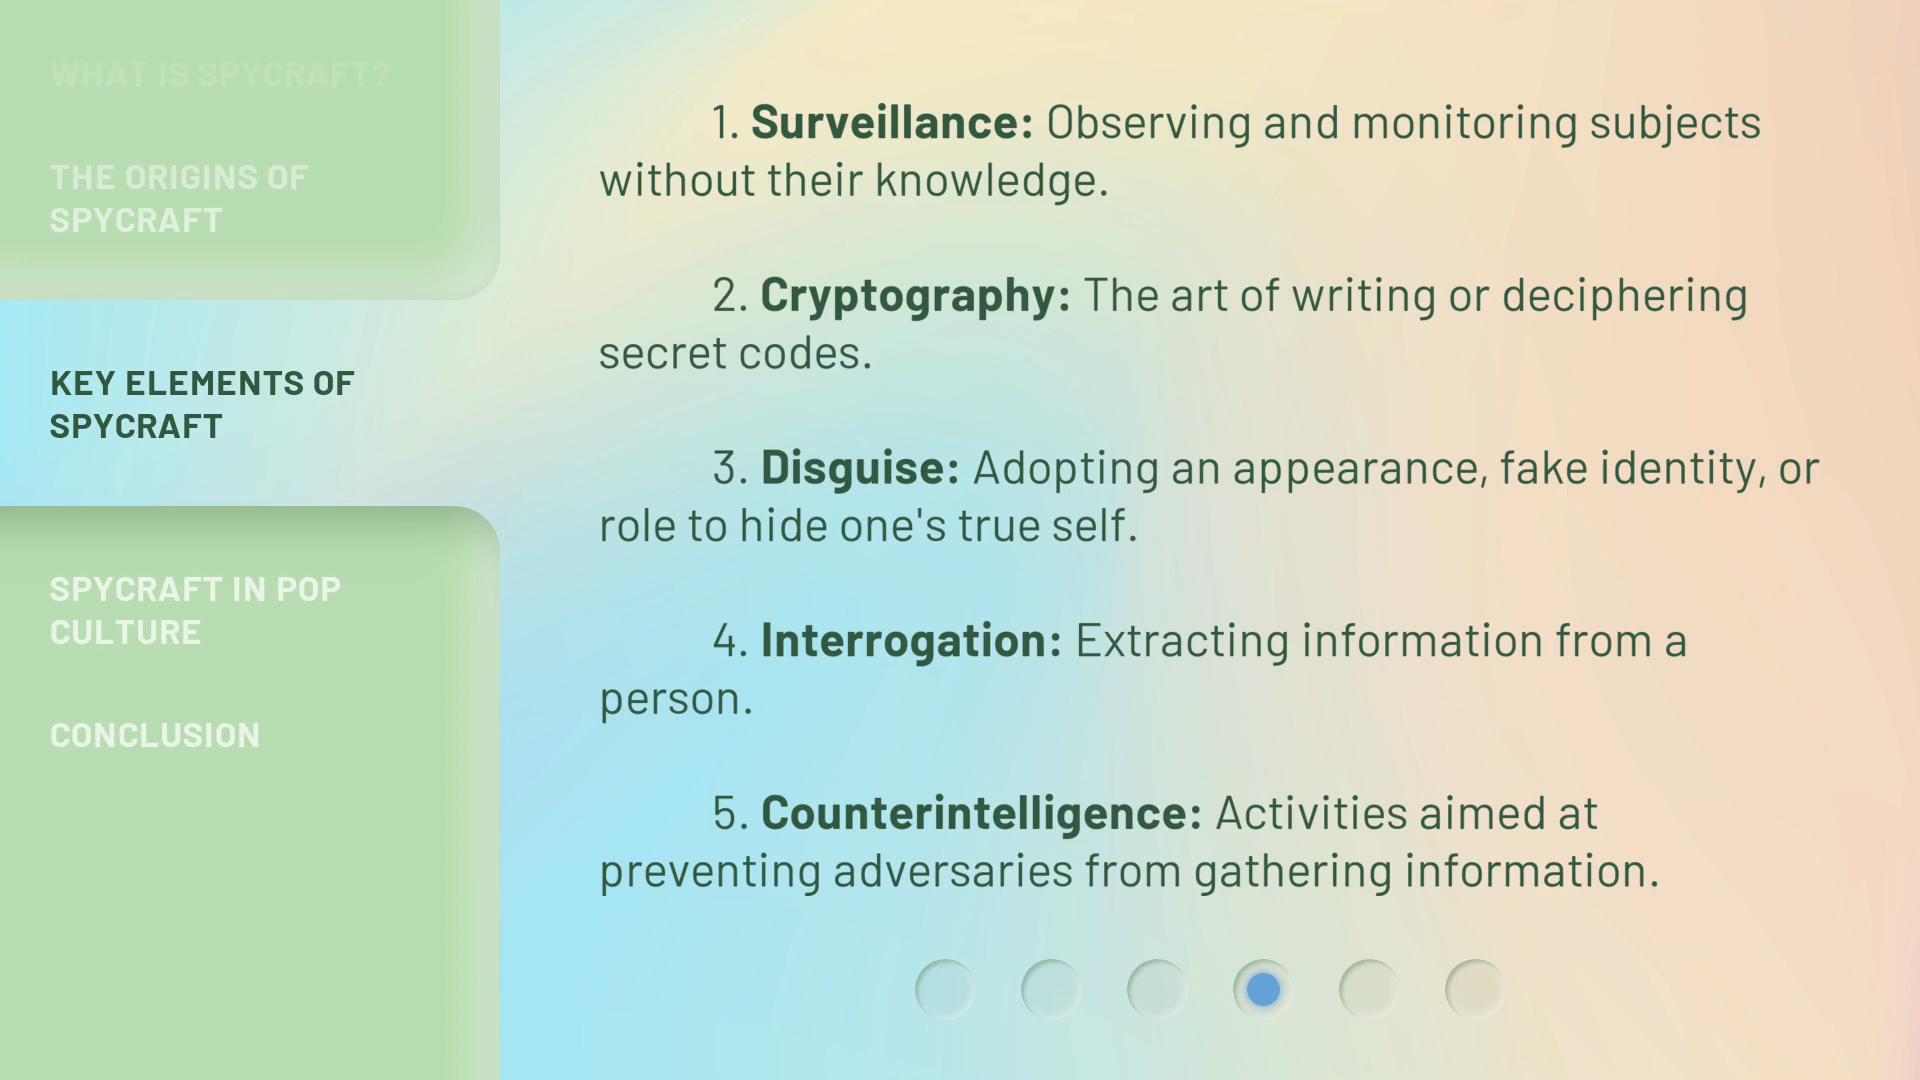 WHAT IS SPYCRAFT?
THE ORIGINS OF
SPYCRAFT
KEY ELEMENTS OF
SPYCRAFT
SPYCRAFT IN POP
CULTURE
CONCLUSION
1. Surveillance: Observing and monitoring subjects
without their knowledge.
2. Cryptography: The art of writing or deciphering
secret codes.
3. Disguise: Adopting an appearance, fake identity, or
role to hide one's true self.
4. Interrogation: Extracting information from a
person.
5. Counterintelligence: Activities aimed at
preventing adversaries from gathering information.